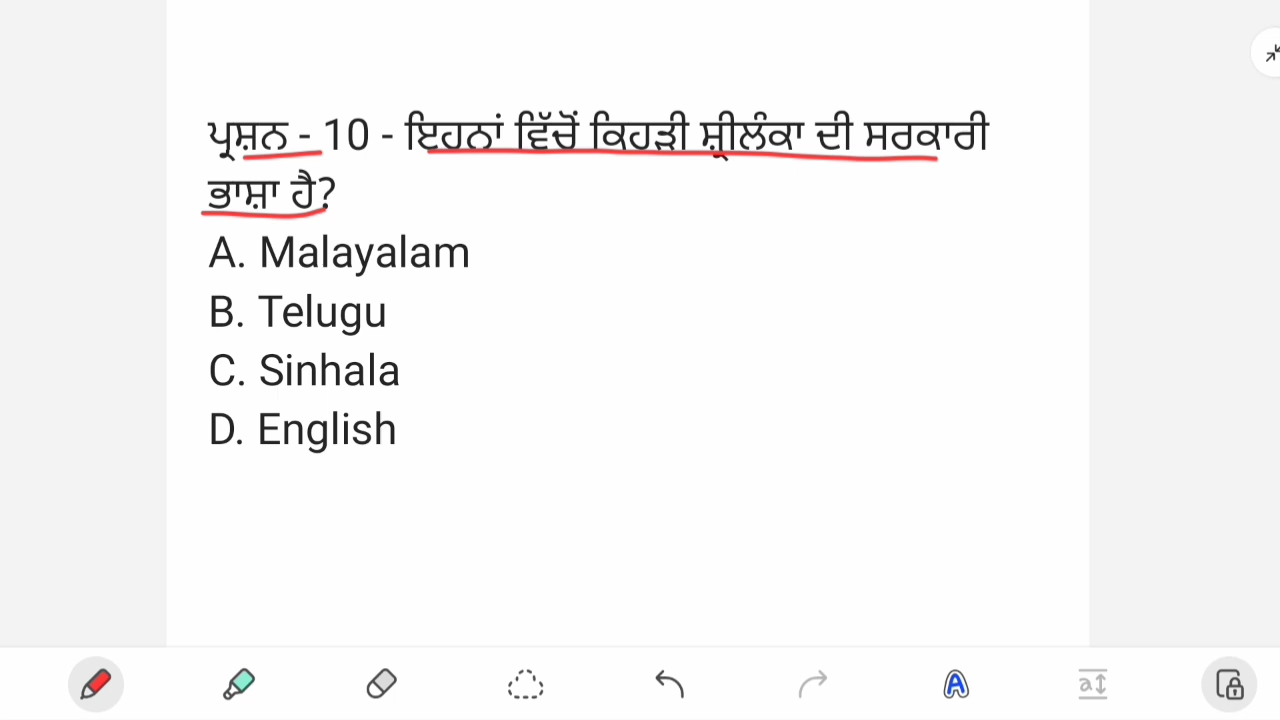 ਪ੍ਰਸ਼ਨ - 10 - ਇਹਨਾਂ ਵਿੱਚੋਂ ਕਿਹੜੀ ਸ਼੍ਰੀਲੰਕਾ ਦੀ ਸਰਕਾਰੀ
ਭਾਸ਼ਾ ਹੈ?
A. Malayalam
B. Telugu
C. Sinhala
D. English